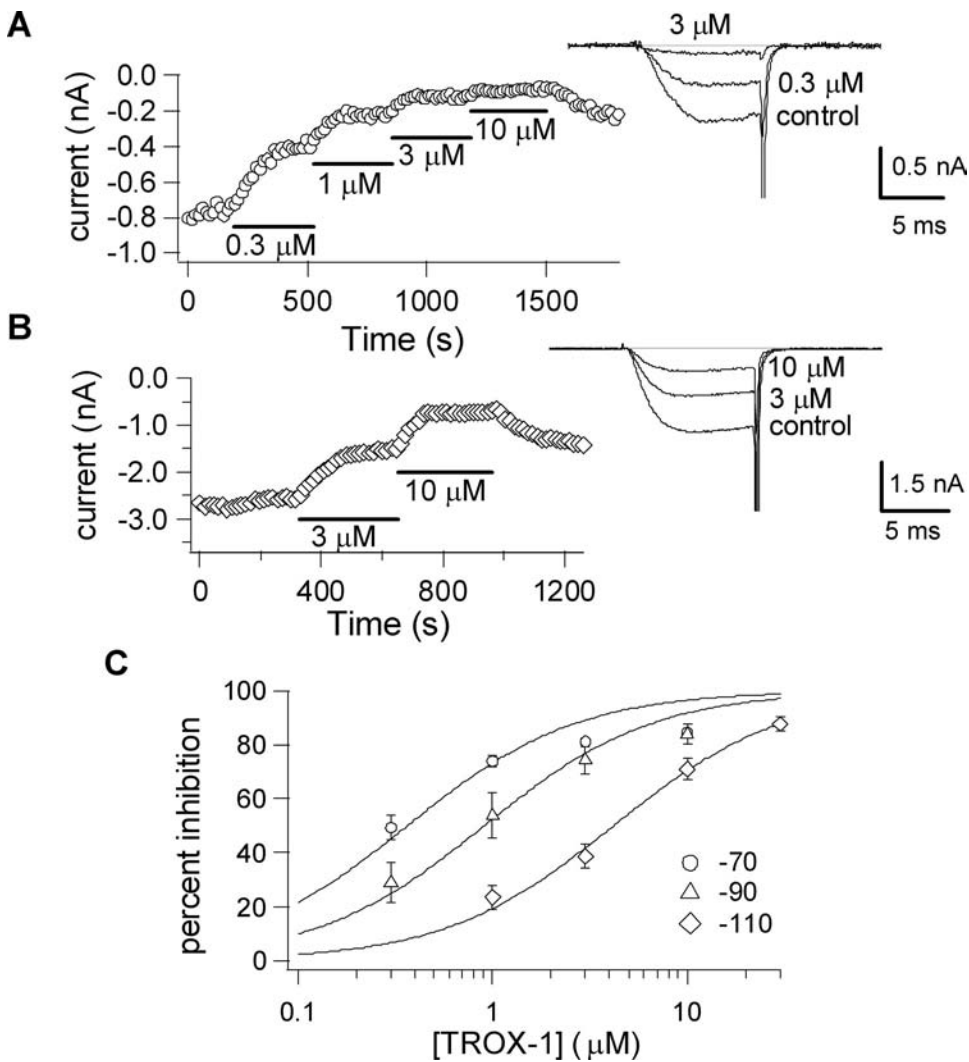 A
current (nA)
0.0
-0.2
-0.4
-0.6
-0.8
-1.0
0.3 μM
1 μM
3 μM
10 μM
0 500 1000 1500
Time (s)
3 μM
0.3 μM
control
0.5 nA
5 ms
B
current (nA)
0.0
-1.0
-2.0
-3.0
3 μM
10 μM
0 400 800 1200
Time (s)
10 μM
3 μM
control
1.5 nA
5 ms
C
percent inhibition
100
80
60
40
20
0
-70
-90
-110
0.1 1 10
[TROX-1] (μM)